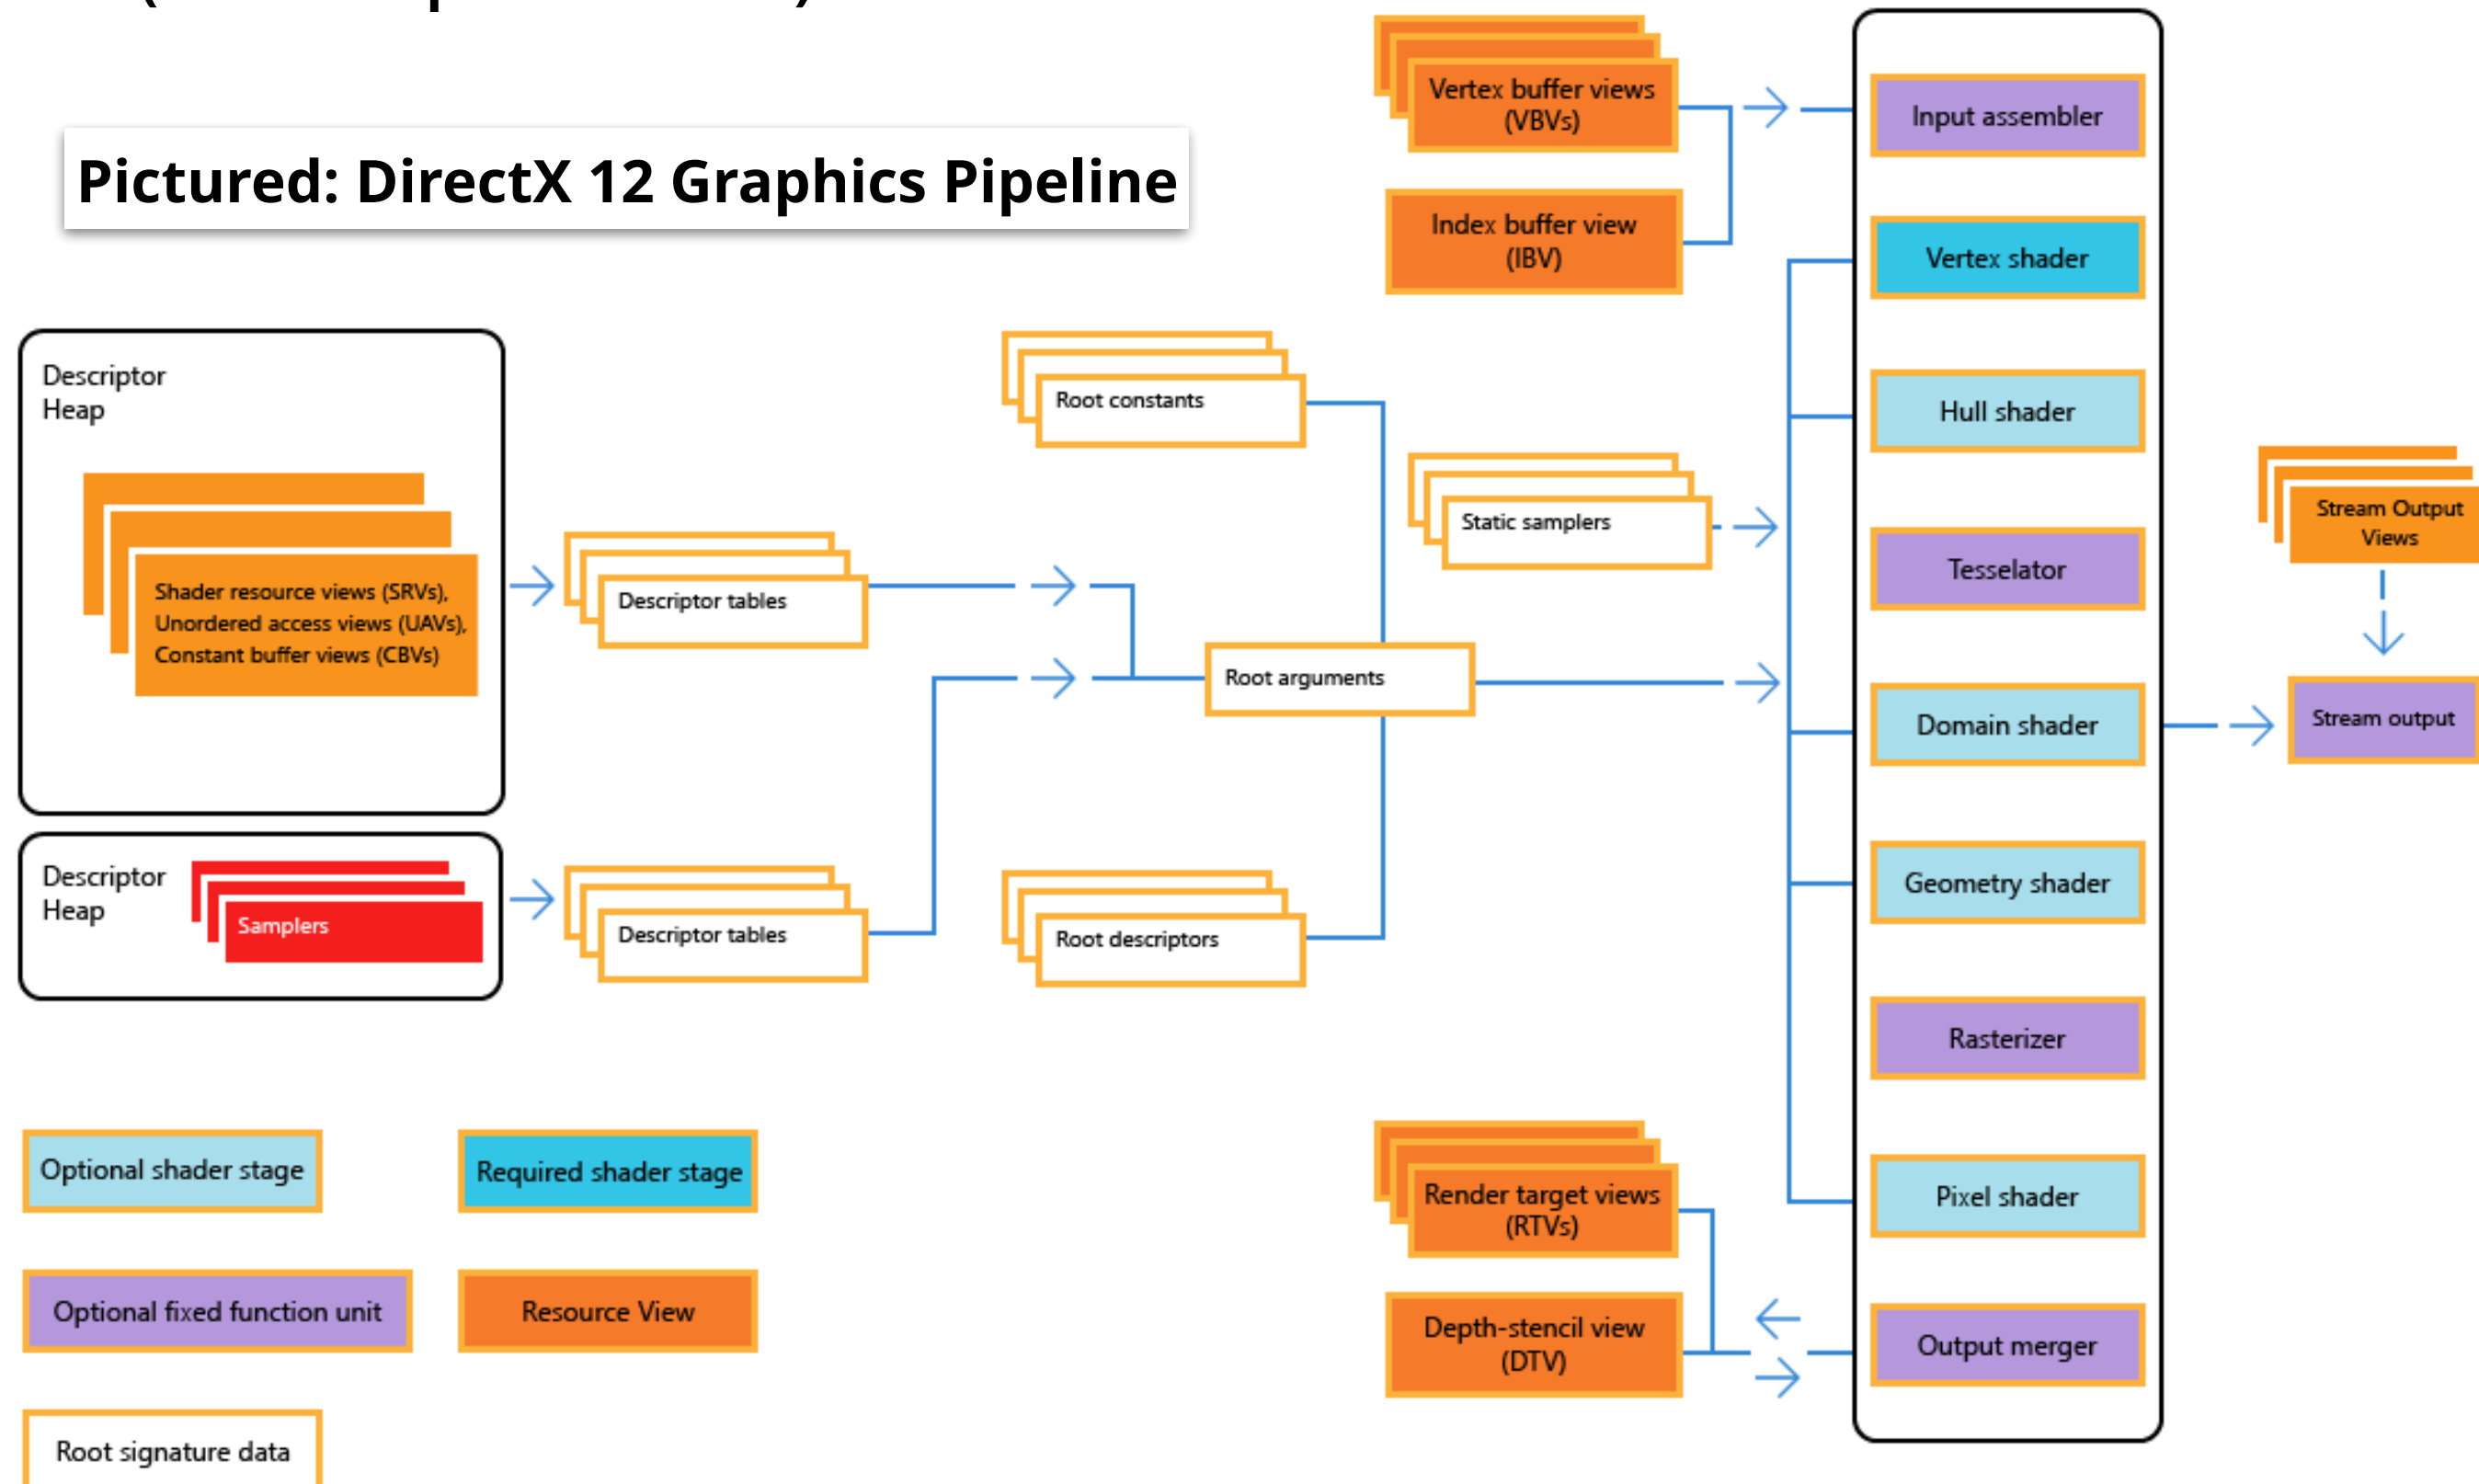 Pictured: DirectX 12 Graphics Pipeline
Vertex buffer views
(VBVs)
Index buffer view
(IBV)
Input assembler
Vertex shader
Hull shader
Tesselator
Domain shader
Geometry shader
Rasterizer
Pixel shader
Output merger
Descriptor
Heap
Shader resource views (SRVs),
Unordered access views (UAVs),
Constant buffer views (CBVs)
Descriptor tables
Root constants
Static samplers
Root arguments
Stream Output
Views
Stream output
Descriptor
Heap
Samplers
Descriptor tables
Root descriptors
Render target views
(RTVs)
Depth-stencil view
(DTV)
Optional shader stage
Required shader stage
Optional fixed function unit
Resource View
Root signature data